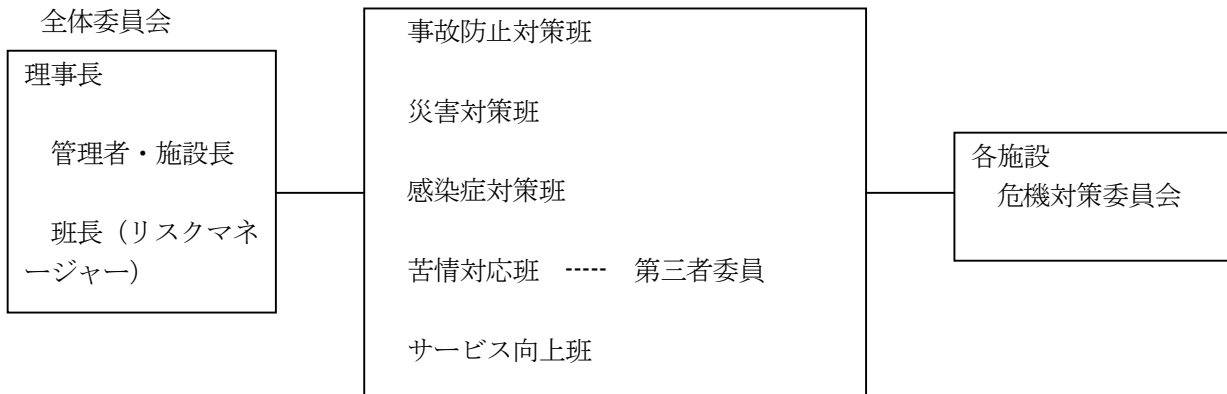 全体委員会
理事長
管理者・施設長
班長（リスクマネ
ージャー）
事故防止対策班
災害対策班
感染症対策班
苦情対応班 ----- 第三者委員
サービス向上班
各施設
危機対策委員会